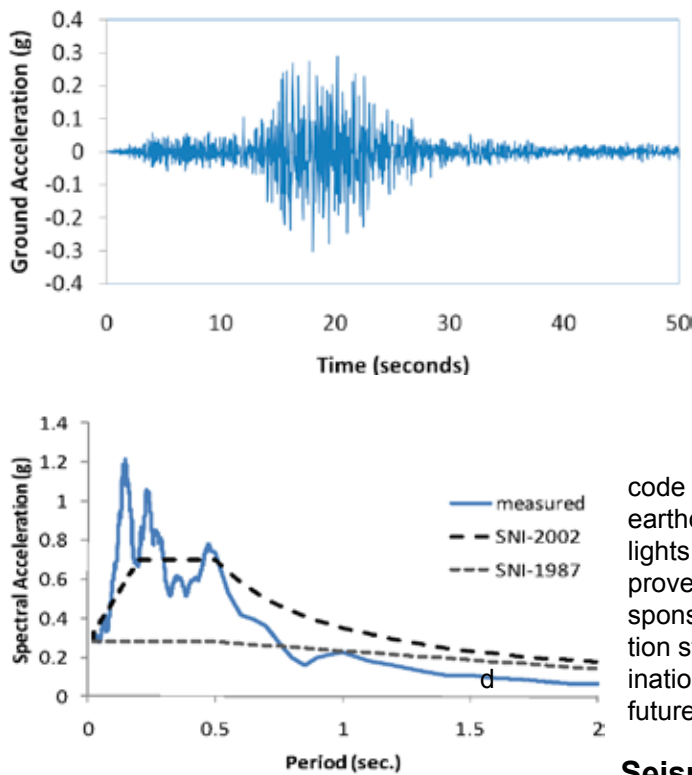 0.4
0.3
0.2
0.1
0
-0.1
-0.2
-0.3
-0.4
Ground Acceleration (g)
0 10 20 30 40 50
Time (seconds)
1.4
1.2
1
0.8
0.6
0.4
0.2
0
Spectral Acceleration (g)
measured
SNI-2002
SNI-1987
d
0 0.5 1 1.5 2
Period (sec.)
code
lights
prove
spons
tion s
ination
future